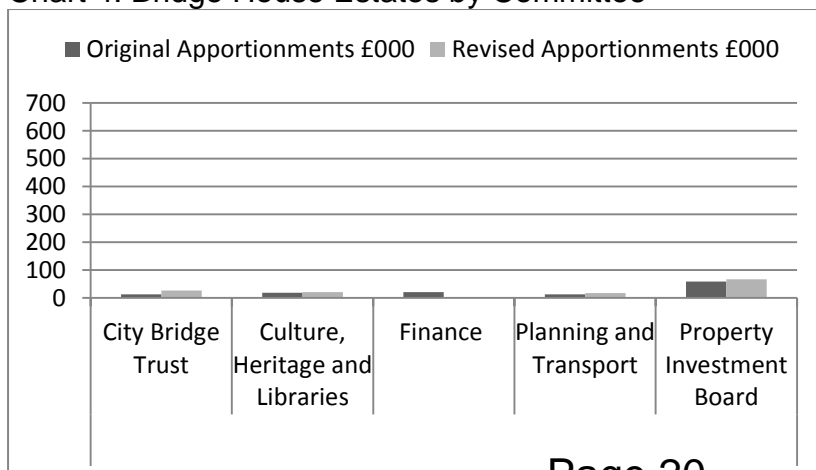 Chart 4: Bridge House Estates by Committee
Original Apportionments £000 Revised Apportionments £000
700
600
500
400
300
200
100
0
City Bridge Trust
Culture, Heritage and Libraries
Finance
Planning and Transport
Property Investment Board
Page 20